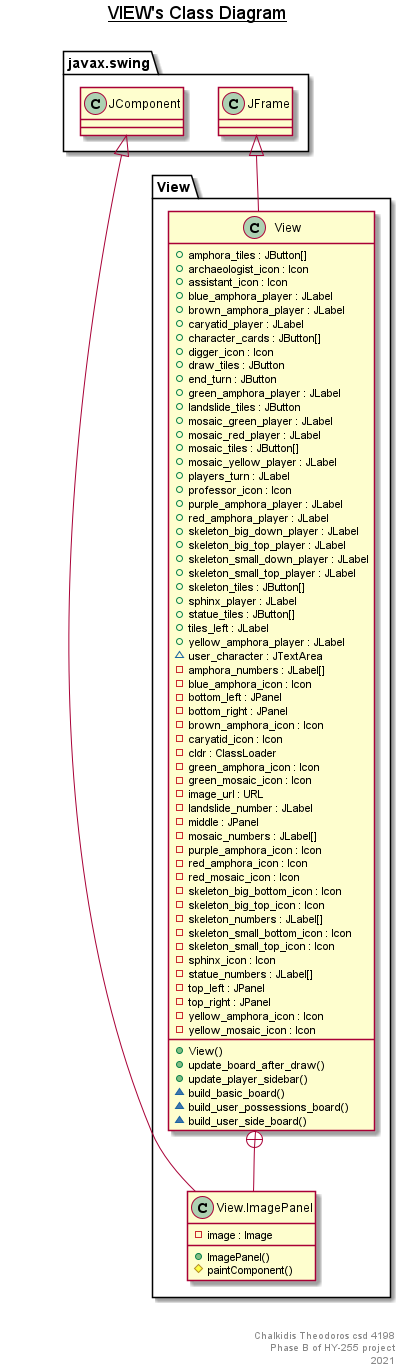 VIEW's Class Diagram
javax.swing
C JComponent
C JFrame
View
C View
amphora_tiles : JButton[]
archaeologist_icon : Icon
assistant_icon : Icon
blue_amphora_player : JLabel
brown_amphora_player : JLabel
caryatid_player : JLabel
character_cards : JButton[]
digger_icon : Icon
draw_tiles : JButton
end_turn : JButton
green_amphora_player : JLabel
landslide_tiles : JButton
mosaic_green_player : JLabel
mosaic_red_player : JLabel
mosaic_tiles : JButton[]
mosaic_yellow_player : JLabel
players_turn : JLabel
professor_icon : Icon
purple_amphora_player : JLabel
red_amphora_player : JLabel
skeleton_big_down_player : JLabel
skeleton_big_top_player : JLabel
skeleton_small_down_player : JLabel
skeleton_small_top_player : JLabel
skeleton_tiles : JButton[]
sphinx_player : JLabel
statue_tiles : JButton[]
tiles_left : JLabel
yellow_amphora_player : JLabel
user_character : JTextArea
amphora_numbers : JLabel[]
blue_amphora_icon : Icon
bottom_left : JPanel
bottom_right : JPanel
brown_amphora_icon : Icon
caryatid_icon : Icon
cldr : ClassLoader
green_amphora_icon : Icon
green_mosaic_icon : Icon
image_url : URL
landslide_number : JLabel
middle : JPanel
mosaic_numbers : JLabel[]
purple_amphora_icon : Icon
red_amphora_icon : Icon
red_mosaic_icon : Icon
skeleton_big_bottom_icon : Icon
skeleton_big_top_icon : Icon
skeleton_numbers : JLabel[]
skeleton_small_bottom_icon : Icon
skeleton_small_top_icon : Icon
sphinx_icon : Icon
statue_numbers : JLabel[]
top_left : JPanel
top_right : JPanel
yellow_amphora_icon : Icon
yellow_mosaic_icon : Icon
View()
update_board_after_draw()
update_player_sidebar()
build_basic_board()
build_user_possessions_board()
build_user_side_board()
C View.ImagePanel
image : Image
ImagePanel()
paintComponent()
Chalkidis Theodoros csd 4198
Phase B of HY-255 project
2021